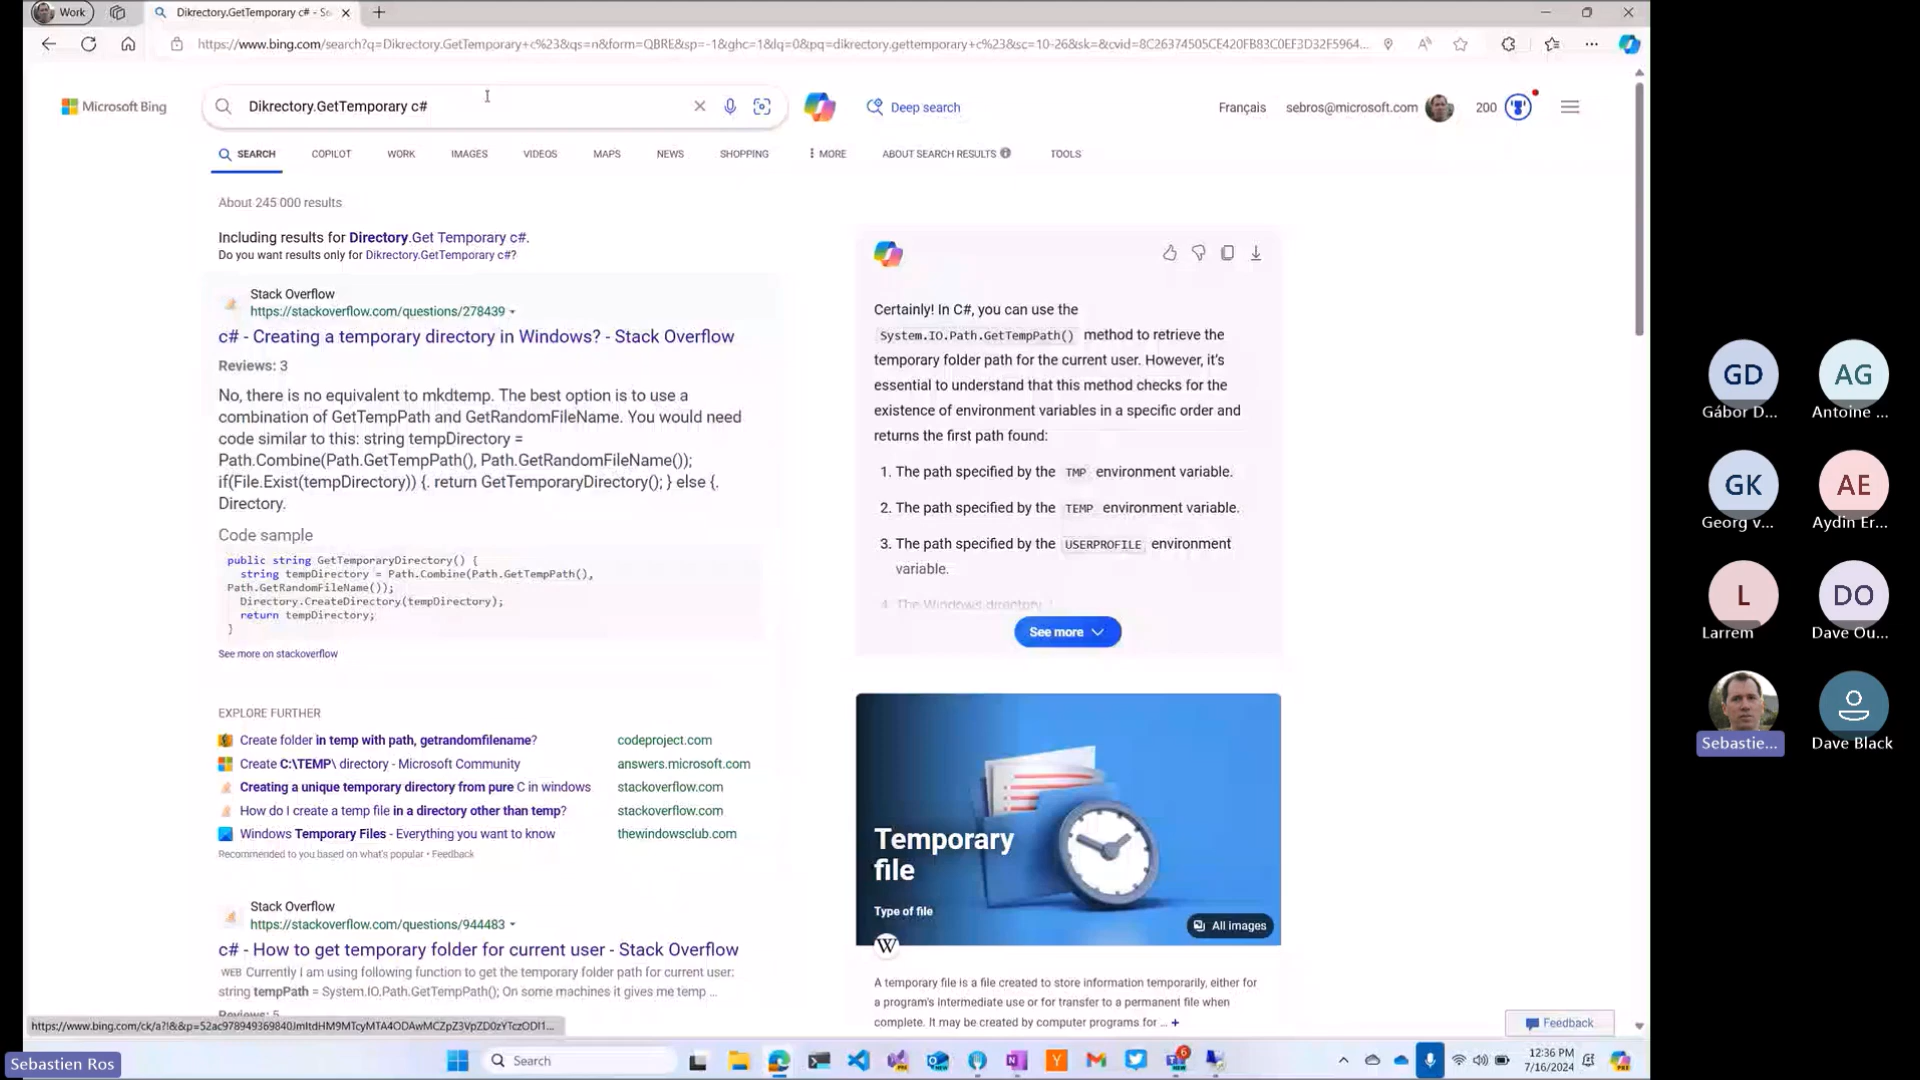 Work
Dikrectory.GetTemporary c# - Se
https://www.bing.com/search?q=Dikrectory.GetTemporary+c%23&qs=n&form=QBRE&sp=-1&ghc=1&lq=0&pq=dikrectory.gettemporary+c%23&sc=10-26&sk=&cvid=8C26374505CE420FB83C0EF3D32F5964...
Microsoft Bing
Dikrectory.GetTemporary c#
Deep search
Français
sebros@microsoft.com
200
SEARCH
COPILOT
WORK
IMAGES
VIDEOS
MAPS
NEWS
SHOPPING
MORE
ABOUT SEARCH RESULTS
TOOLS
About 245 000 results
Including results for Directory.Get Temporary c#.
Do you want results only for Dikrectory.GetTemporary c#?
Stack Overflow
https://stackoverflow.com/questions/278439
c# - Creating a temporary directory in Windows? - Stack Overflow
Reviews: 3
No, there is no equivalent to mkdtemp. The best option is to use a
combination of GetTempPath and GetRandomFileName. You would need
code similar to this: string tempDirectory =
Path.Combine(Path.GetTempPath(), Path.GetRandomFileName());
if(File.Exist(tempDirectory)) {. return GetTemporaryDirectory(); } else {.
Directory.
Code sample
public string GetTemporaryDirectory() {
string tempDirectory = Path.Combine(Path.GetTempPath(),
Path.GetRandomFileName());
Directory.CreateDirectory(tempDirectory);
return tempDirectory;
}
See more on stackoverflow
EXPLORE FURTHER
Create folder in temp with path, getrandomfilename? codeproject.com
Create C:\TEMP\ directory - Microsoft Community answers.microsoft.com
Creating a unique temporary directory from pure C in windows stackoverflow.com
How do I create a temp file in a directory other than temp? stackoverflow.com
Windows Temporary Files - Everything you want to know thewindowsclub.com
Recommended to you based on what's popular • Feedback
Stack Overflow
https://stackoverflow.com/questions/944483
c# - How to get temporary folder for current user - Stack Overflow
WEB Currently I am using following function to get the temporary folder path for current user:
string tempPath = System.IO.Path.GetTempPath(); On some machines it gives me temp ...
Reviews: 5
Certainly! In C#, you can use the
System.IO.Path.GetTempPath() method to retrieve the
temporary folder path for the current user. However, it's
essential to understand that this method checks for the
existence of environment variables in a specific order and
returns the first path found:
1. The path specified by the TMP environment variable.
2. The path specified by the TEMP environment variable.
3. The path specified by the USERPROFILE environment
variable.
4. The Windows directory.
See more
Temporary
file
Type of file
All images
W
A temporary file is a file created to store information temporarily, either for
a program's intermediate use or for transfer to a permanent file when
complete. It may be created by computer programs for ... +
Feedback
Search
6
12:36 PM
7/16/2024
Sebastien Ros
GD
Gábor D...
AG
Antoine ...
GK
Georg v...
AE
Aydin Er...
L
Larrem
DO
Dave Ou...
Sebastie...
Dave Black